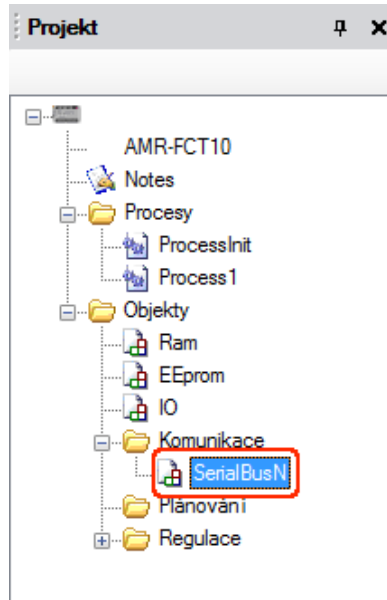 Projekt
AMR-FCT10
Notes
Procesy
ProcessInit
Process1
Objekty
Ram
EEprom
IO
Komunikace
SerialBusN
Plánování
Regulace